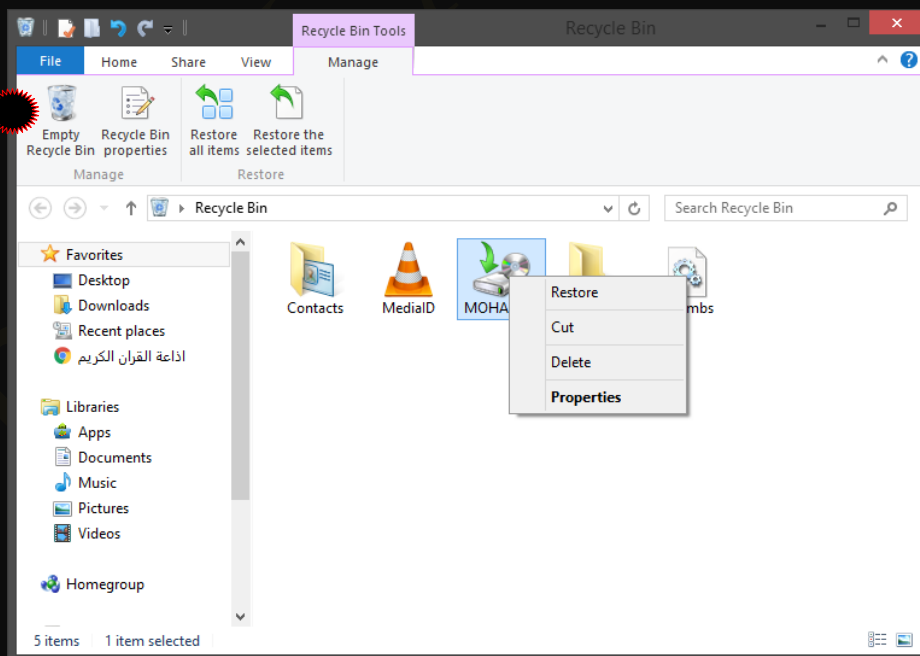 Recycle Bin Tools
Recycle Bin
File Home Share View Manage
Empty Recycle Bin
Recycle Bin properties
Restore all items
Restore the selected items
Manage
Restore
Recycle Bin
Search Recycle Bin
Favorites
Desktop
Downloads
Recent places
اذاعة القران الكريم
Libraries
Apps
Documents
Music
Pictures
Videos
Homegroup
Contacts
MediaID
MOHA
mbs
Restore
Cut
Delete
Properties
5 items 1 item selected